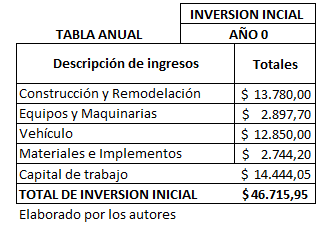 INVERSION INCIAL
TABLA ANUAL AÑO 0
Descripción de ingresos Totales
Construcción y Remodelación $ 13.780,00
Equipos y Maquinarias $ 2.897,70
Vehículo $ 12.850,00
Materiales e Implementos $ 2.744,20
Capital de trabajo $ 14.444,05
TOTAL DE INVERSION INICIAL $ 46.715,95
Elaborado por los autores